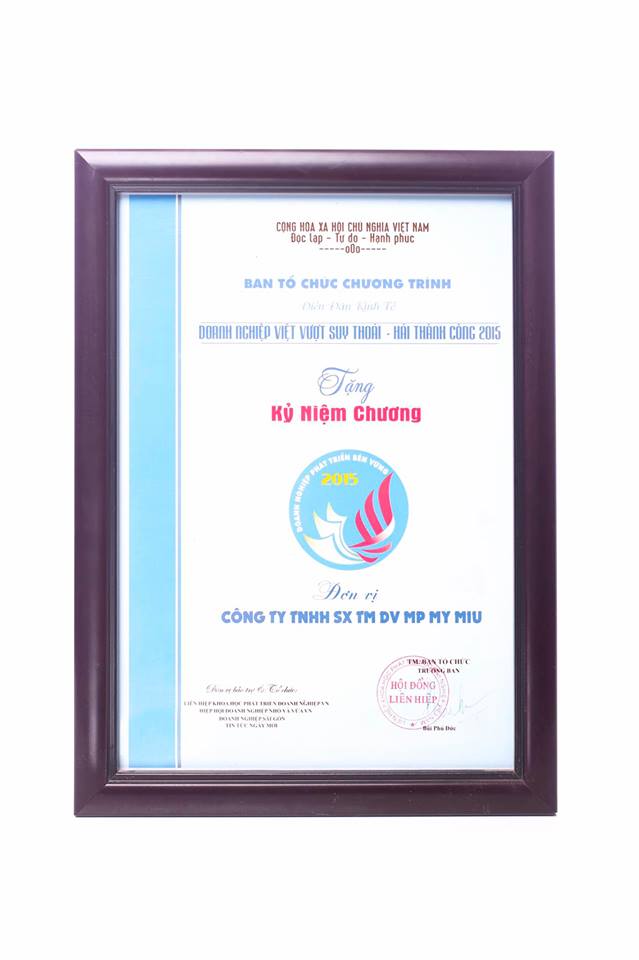 CỘNG HÒA XA HỘI CHỦ NGHIA VIỆT NAM
Đọc lạp - Tự do - Hạnh phuc
-----oOo-----
BAN TỔ CHỨC CHƯƠNG TRÌNH
Diễn Đàn Kinh Tế
DOANH NGHIỆP VIỆT VƯỢT SUY THOÁI - HÁI THÀNH CÔNG 2015
Tặng
Kỷ Niệm Chương
DOANH NGHIỆP PHÁT TRIỂN BỀN VỮNG
2015
Đơn vị
CÔNG TY TNHH SX TM DV MP MY MIU
TM. BAN TỔ CHỨC
TRƯỞNG BAN
HỘI ĐỒNG
LIÊN HIỆP
Bùi Phú Đức
Đơn vị bảo trợ & Tổ chức:
LIÊN HIỆP KHOA HỌC PHÁT TRIỂN DOANH NGHIỆP VN
HIỆP HỘI DOANH NGHIỆP NHỎ VÀ VỪA VN
DOANH NGHIỆP SÀI GÒN
TIN TỨC NGÀY MỚI